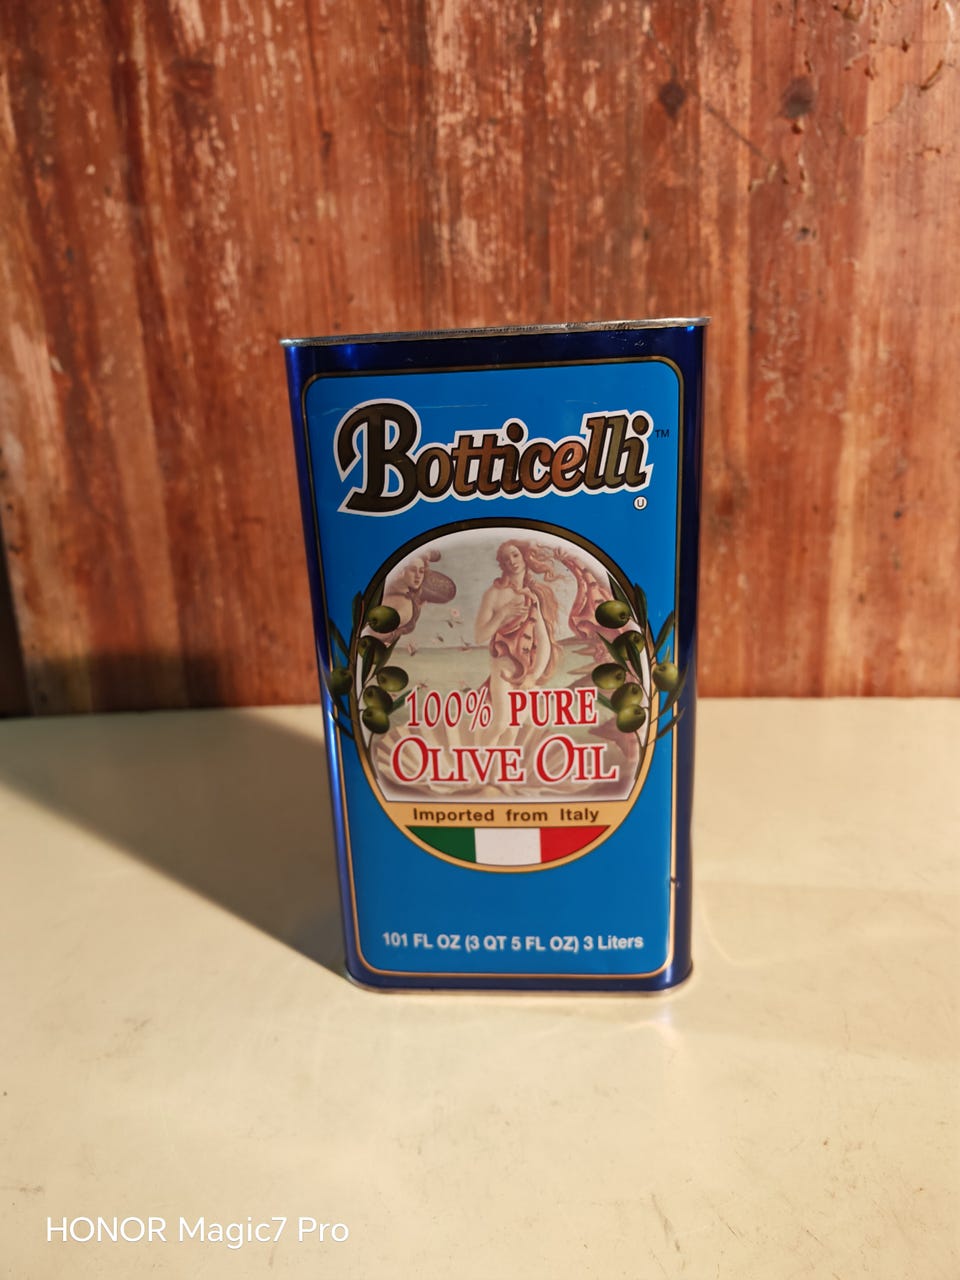 Botticelli™
Ⓤ
100% PURE
OLIVE OIL
Imported from Italy
101 FL OZ (3 QT 5 FL OZ) 3 Liters
HONOR Magic7 Pro